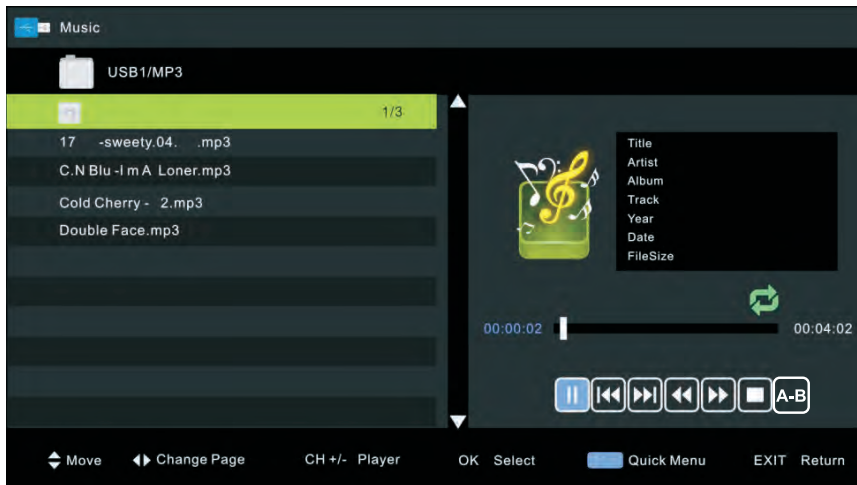 Music
USB1/MP3
1/3
17 -sweety.04. .mp3
C.N Blu -I m A Loner.mp3
Cold Cherry - 2.mp3
Double Face.mp3
Title
Artist
Album
Track
Year
Date
FileSize
00:00:02 00:04:02
A-B
Move Change Page CH +/- Player OK Select Quick Menu EXIT Return